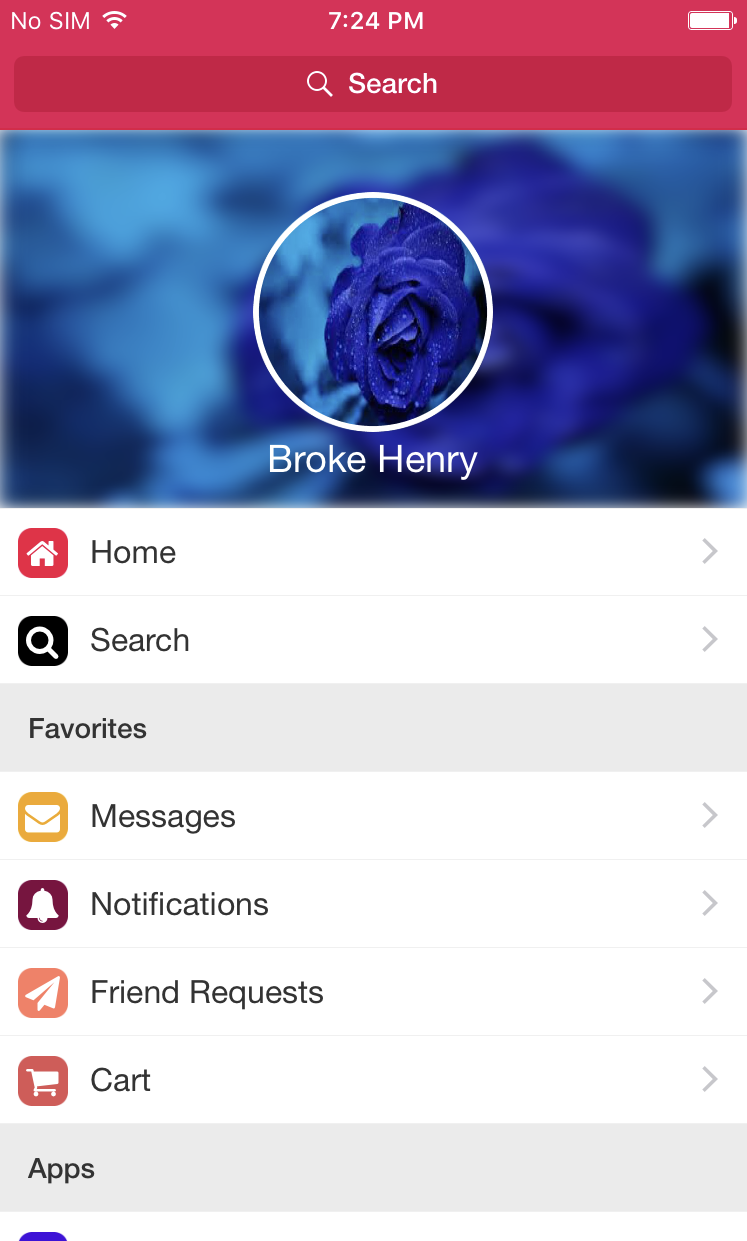 No SIM 7:24 PM
Search
Broke Henry
Home
Search
Favorites
Messages
Notifications
Friend Requests
Cart
Apps